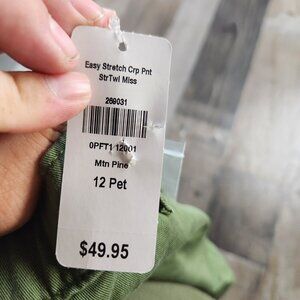 Easy Stretch Crp Pnt
StrTwl Miss
269031
0PFT1 12001
Mtn Pine
12 Pet
$49.95